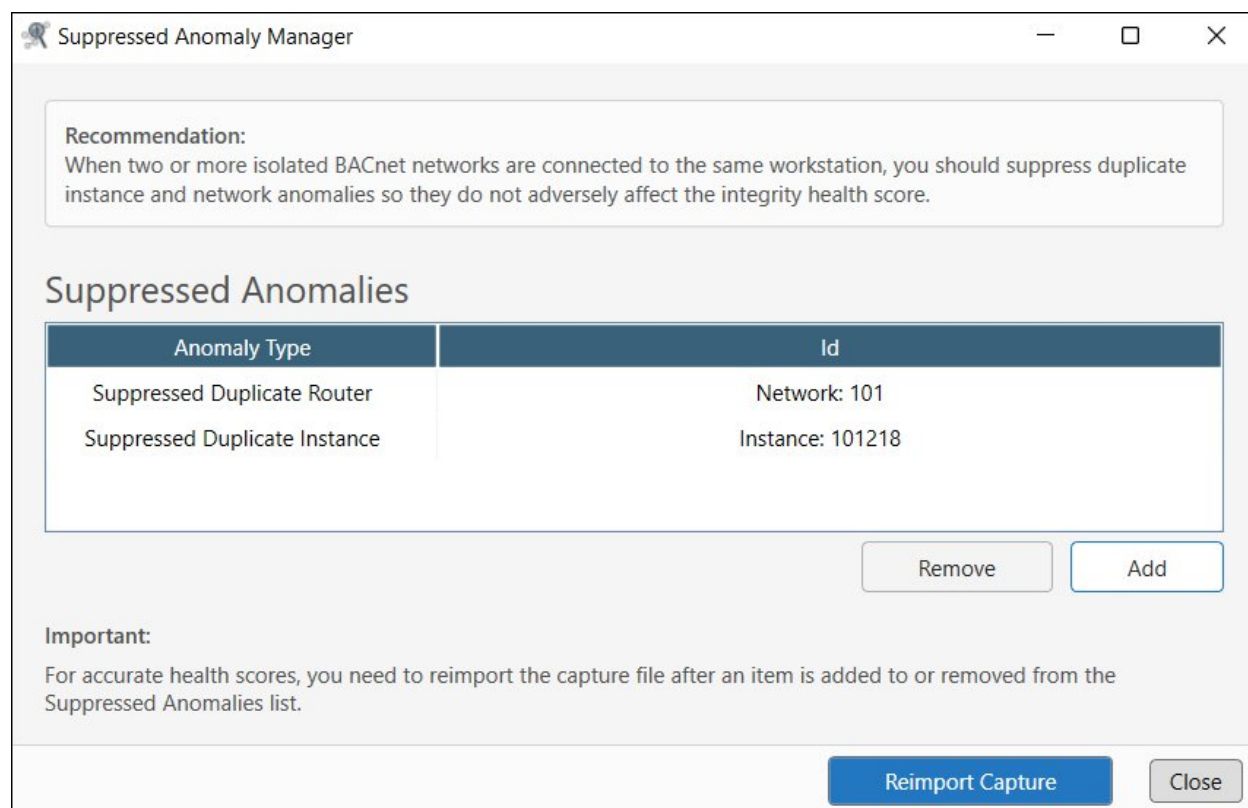 Suppressed Anomaly Manager
Recommendation:
When two or more isolated BACnet networks are connected to the same workstation, you should suppress duplicate
instance and network anomalies so they do not adversely affect the integrity health score.
Suppressed Anomalies
Anomaly Type Id
Suppressed Duplicate Router Network: 101
Suppressed Duplicate Instance Instance: 101218
Remove Add
Important:
For accurate health scores, you need to reimport the capture file after an item is added to or removed from the
Suppressed Anomalies list.
Reimport Capture Close